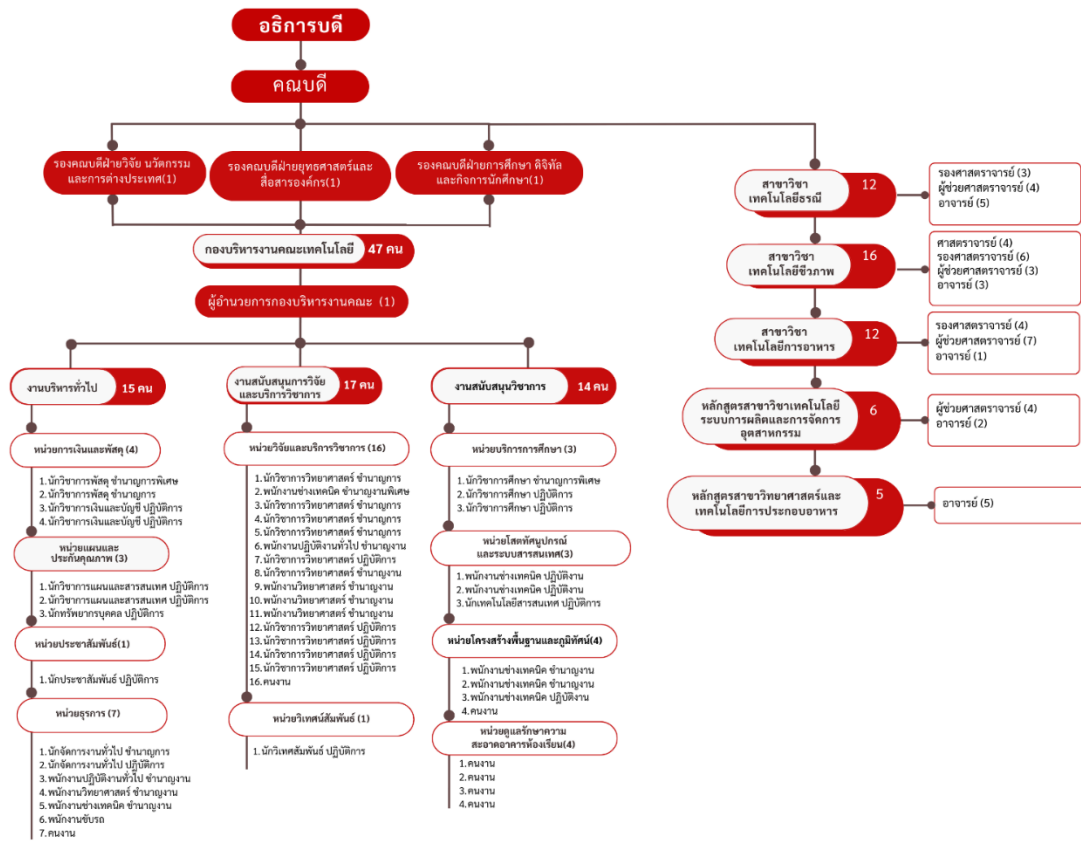 อธิการบดี
คณบดี
รองคณบดีฝ่ายวิจัย นวัตกรรม
และการต่างประเทศ(1)
รองคณบดีฝ่ายยุทธศาสตร์และ
สื่อสารองค์กร(1)
รองคณบดีฝ่ายการศึกษา ดิจิทัล
และกิจการนักศึกษา(1)
กองบริหารงานคณะเทคโนโลยี 47 คน
ผู้อำนวยการกองบริหารงานคณะ (1)
งานบริหารทั่วไป 15 คน
หน่วยการเงินและพัสดุ (4)
1.นักวิชาการพัสดุ ชำนาญการพิเศษ
2.นักวิชาการพัสดุ ชำนาญการ
3.นักวิชาการเงินและบัญชี ปฏิบัติการ
4.นักวิชาการเงินและบัญชี ปฏิบัติการ
หน่วยแผนและ
ประกันคุณภาพ (3)
1.นักวิชาการแผนและสารสนเทศ ปฏิบัติการ
2.นักวิชาการแผนและสารสนเทศ ปฏิบัติการ
3.นักทรัพยากรบุคคล ปฏิบัติการ
หน่วยประชาสัมพันธ์(1)
1.นักประชาสัมพันธ์ ปฏิบัติการ
หน่วยธุรการ (7)
1.นักจัดการงานทั่วไป ชำนาญการ
2.นักจัดการงานทั่วไป ปฏิบัติการ
3.พนักงานปฏิบัติงานทั่วไป ชำนาญงาน
4.พนักงานวิทยาศาสตร์ ชำนาญงาน
5.พนักงานช่างเทคนิค ชำนาญงาน
6.พนักงานขับรถ
7.คนงาน
งานสนับสนุนการวิจัย
และบริการวิชาการ
17 คน
หน่วยวิจัยและบริการวิชาการ (16)
1.นักวิชาการวิทยาศาสตร์ ชำนาญการ
2.พนักงานช่างเทคนิค ชำนาญงานพิเศษ
3.นักวิชาการวิทยาศาสตร์ ชำนาญการ
4.นักวิชาการวิทยาศาสตร์ ชำนาญการ
5.นักวิชาการวิทยาศาสตร์ ชำนาญการ
6.พนักงานปฏิบัติงานทั่วไป ชำนาญงาน
7.นักวิชาการวิทยาศาสตร์ ปฏิบัติการ
8.นักวิชาการวิทยาศาสตร์ ชำนาญงาน
9.พนักงานวิทยาศาสตร์ ชำนาญงาน
10.พนักงานวิทยาศาสตร์ ชำนาญงาน
11.พนักงานวิทยาศาสตร์ ชำนาญงาน
12.นักวิชาการวิทยาศาสตร์ ปฏิบัติการ
13.นักวิชาการวิทยาศาสตร์ ปฏิบัติการ
14.นักวิชาการวิทยาศาสตร์ ปฏิบัติการ
15.นักวิชาการวิทยาศาสตร์ ปฏิบัติการ
16.คนงาน
หน่วยวิเทศน์สัมพันธ์ (1)
1.นักวิเทศสัมพันธ์ ปฏิบัติการ
งานสนับสนุนวิชาการ 14 คน
หน่วยบริการการศึกษา (3)
1.นักวิชาการศึกษา ชำนาญการพิเศษ
2.นักวิชาการศึกษา ปฏิบัติการ
3.นักวิชาการศึกษา ปฏิบัติการ
หน่วยโสตทัศนูปกรณ์
และระบบสารสนเทศ(3)
1.พนักงานช่างเทคนิค ปฏิบัติงาน
2.พนักงานช่างเทคนิค ปฏิบัติงาน
3.นักเทคโนโลยีสารสนเทศ ปฏิบัติการ
หน่วยโครงสร้างพื้นฐานและภูมิทัศน์(4)
1.พนักงานช่างเทคนิค ชำนาญงาน
2.พนักงานช่างเทคนิค ชำนาญงาน
3.พนักงานช่างเทคนิค ปฏิบัติงาน
4.คนงาน
หน่วยดูแลรักษาความ
สะอาดอาคารห้องเรียน(4)
1.คนงาน
2.คนงาน
3.คนงาน
4.คนงาน
สาขาวิชา
เทคโนโลยีธรณี
12
รองศาสตราจารย์ (3)
ผู้ช่วยศาสตราจารย์ (4)
อาจารย์ (5)
สาขาวิชา
เทคโนโลยีชีวภาพ
16
ศาสตราจารย์ (4)
รองศาสตราจารย์ (6)
ผู้ช่วยศาสตราจารย์ (3)
อาจารย์ (3)
สาขาวิชา
เทคโนโลยีการอาหาร
12
รองศาสตราจารย์ (4)
ผู้ช่วยศาสตราจารย์ (7)
อาจารย์ (1)
หลักสูตรสาขาวิชาเทคโนโลยี
ระบบการผลิตและการจัดการ
อุตสาหกรรม
6
ผู้ช่วยศาสตราจารย์ (4)
อาจารย์ (2)
หลักสูตรสาขาวิทยาศาสตร์และ
เทคโนโลยีการประกอบอาหาร
5
อาจารย์ (5)